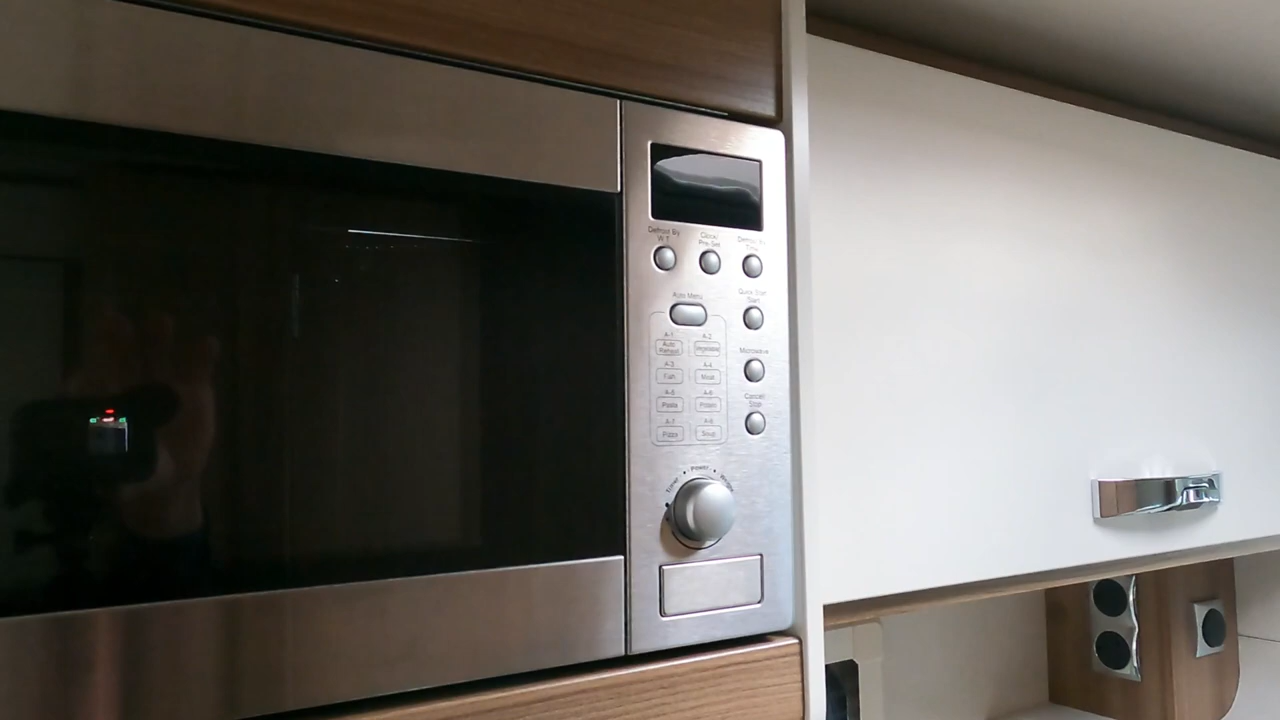 Defrost By
W.T.
Clock/
Pre-Set
Defrost By
Time
Quick Start
Start
Auto Menu
A-1
Auto
Reheat
A-2
Vegetable
Microwave
A-3
Fish
A-4
Meat
Cancel/
Stop
A-5
Pasta
A-6
Potato
A-7
Pizza
A-8
Soup
Timer
Power
Weight